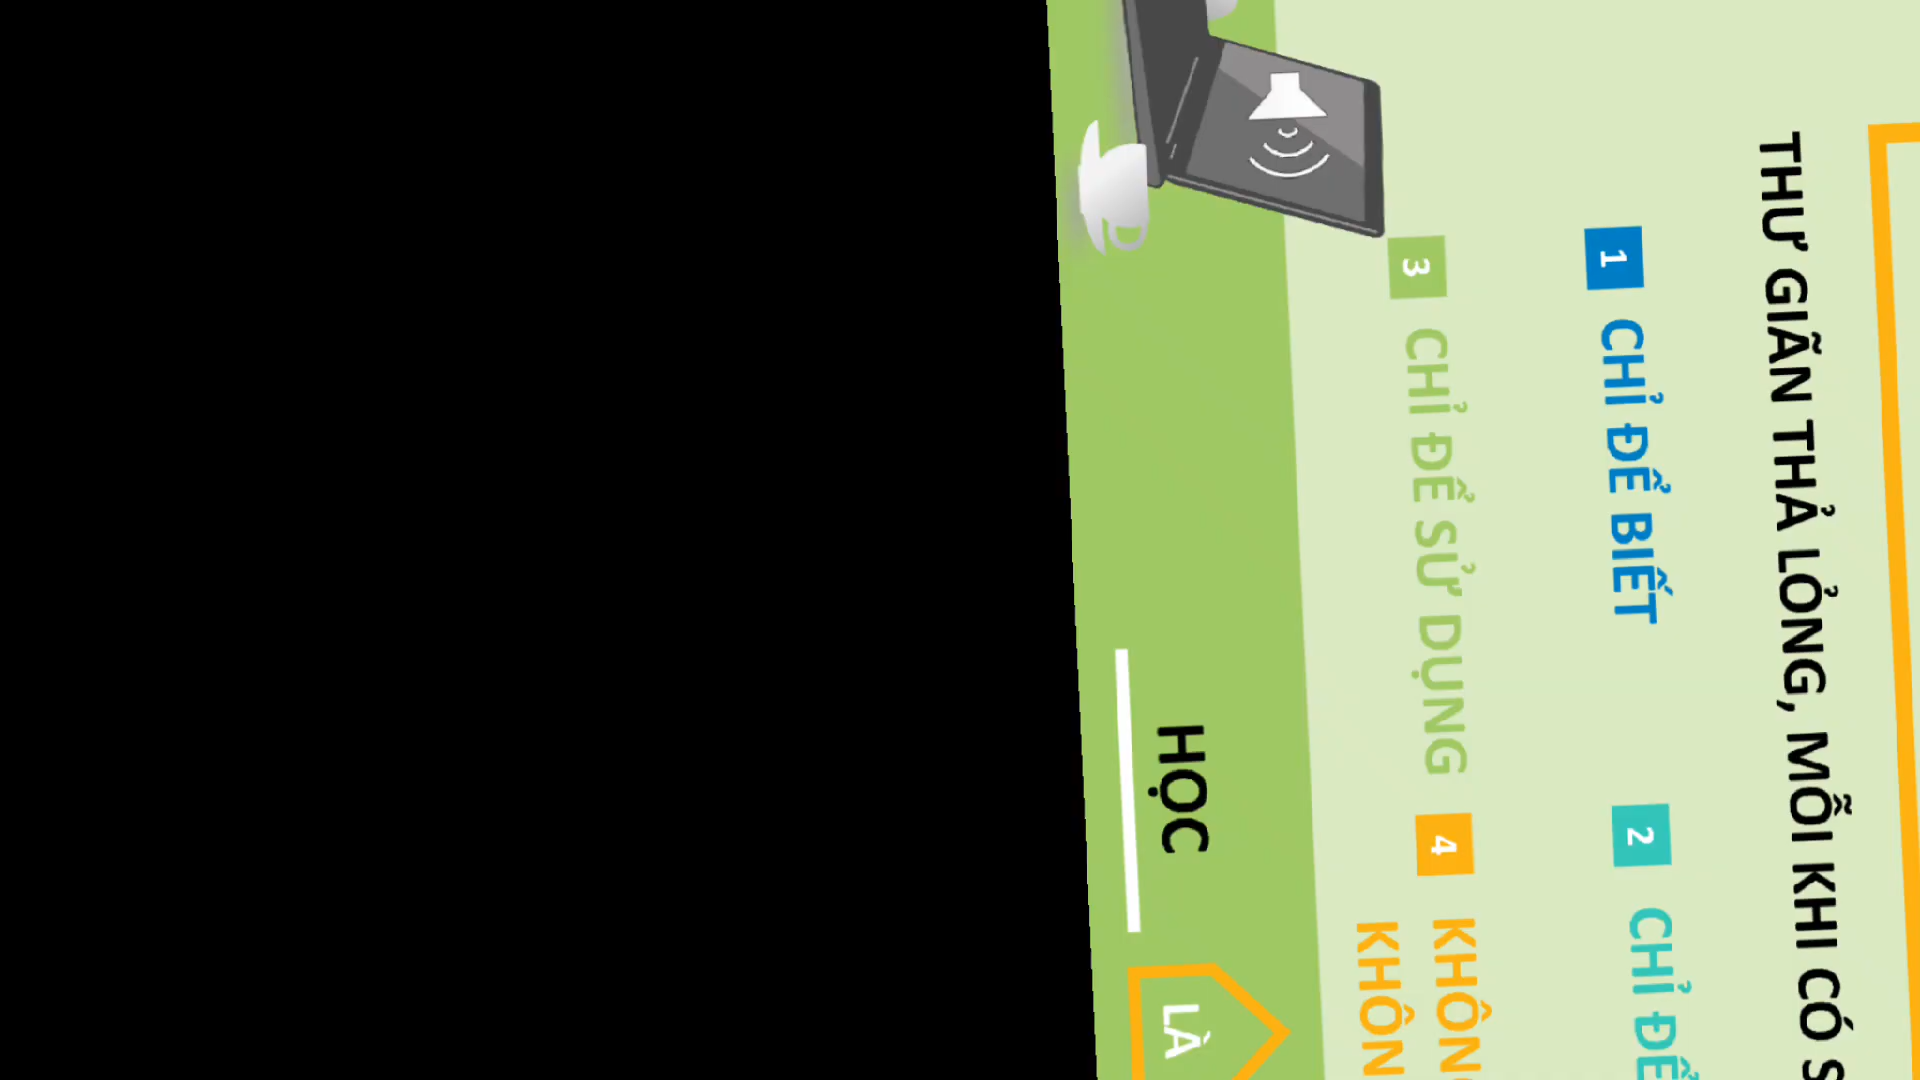 THƯ GIÃN THẢ LỎNG, MỖI KHI CÓ
1 CHỈ ĐỂ BIẾT
2 CHỈ ĐỂ
3 CHỈ ĐỂ SỬ DỤNG
4
HỌC
LÀ